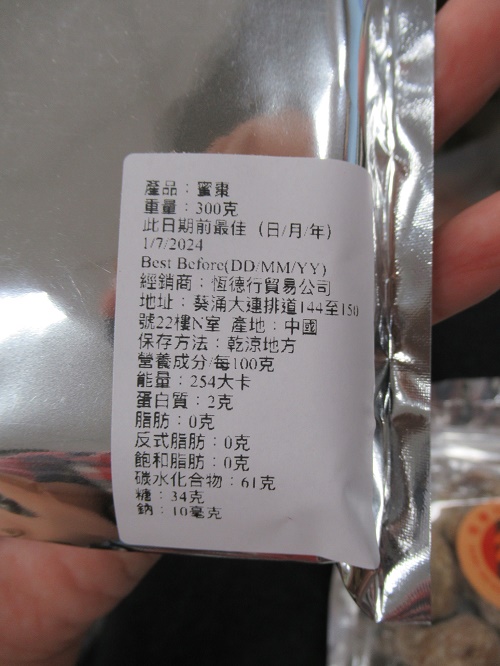 產品：蜜棗
重量：300克
此日期前最佳（日/月/年）
1/7/2024
Best Before(DD/MM/YY)
經銷商：恆德行貿易公司
地址：葵涌大連排道144至150
號22樓N室 產地：中國
保存方法：乾涼地方
營養成分/每100克
能量：254大卡
蛋白質：2克
脂肪：0克
反式脂肪：0克
飽和脂肪：0克
碳水化合物：61克
糖：34克
鈉：10毫克